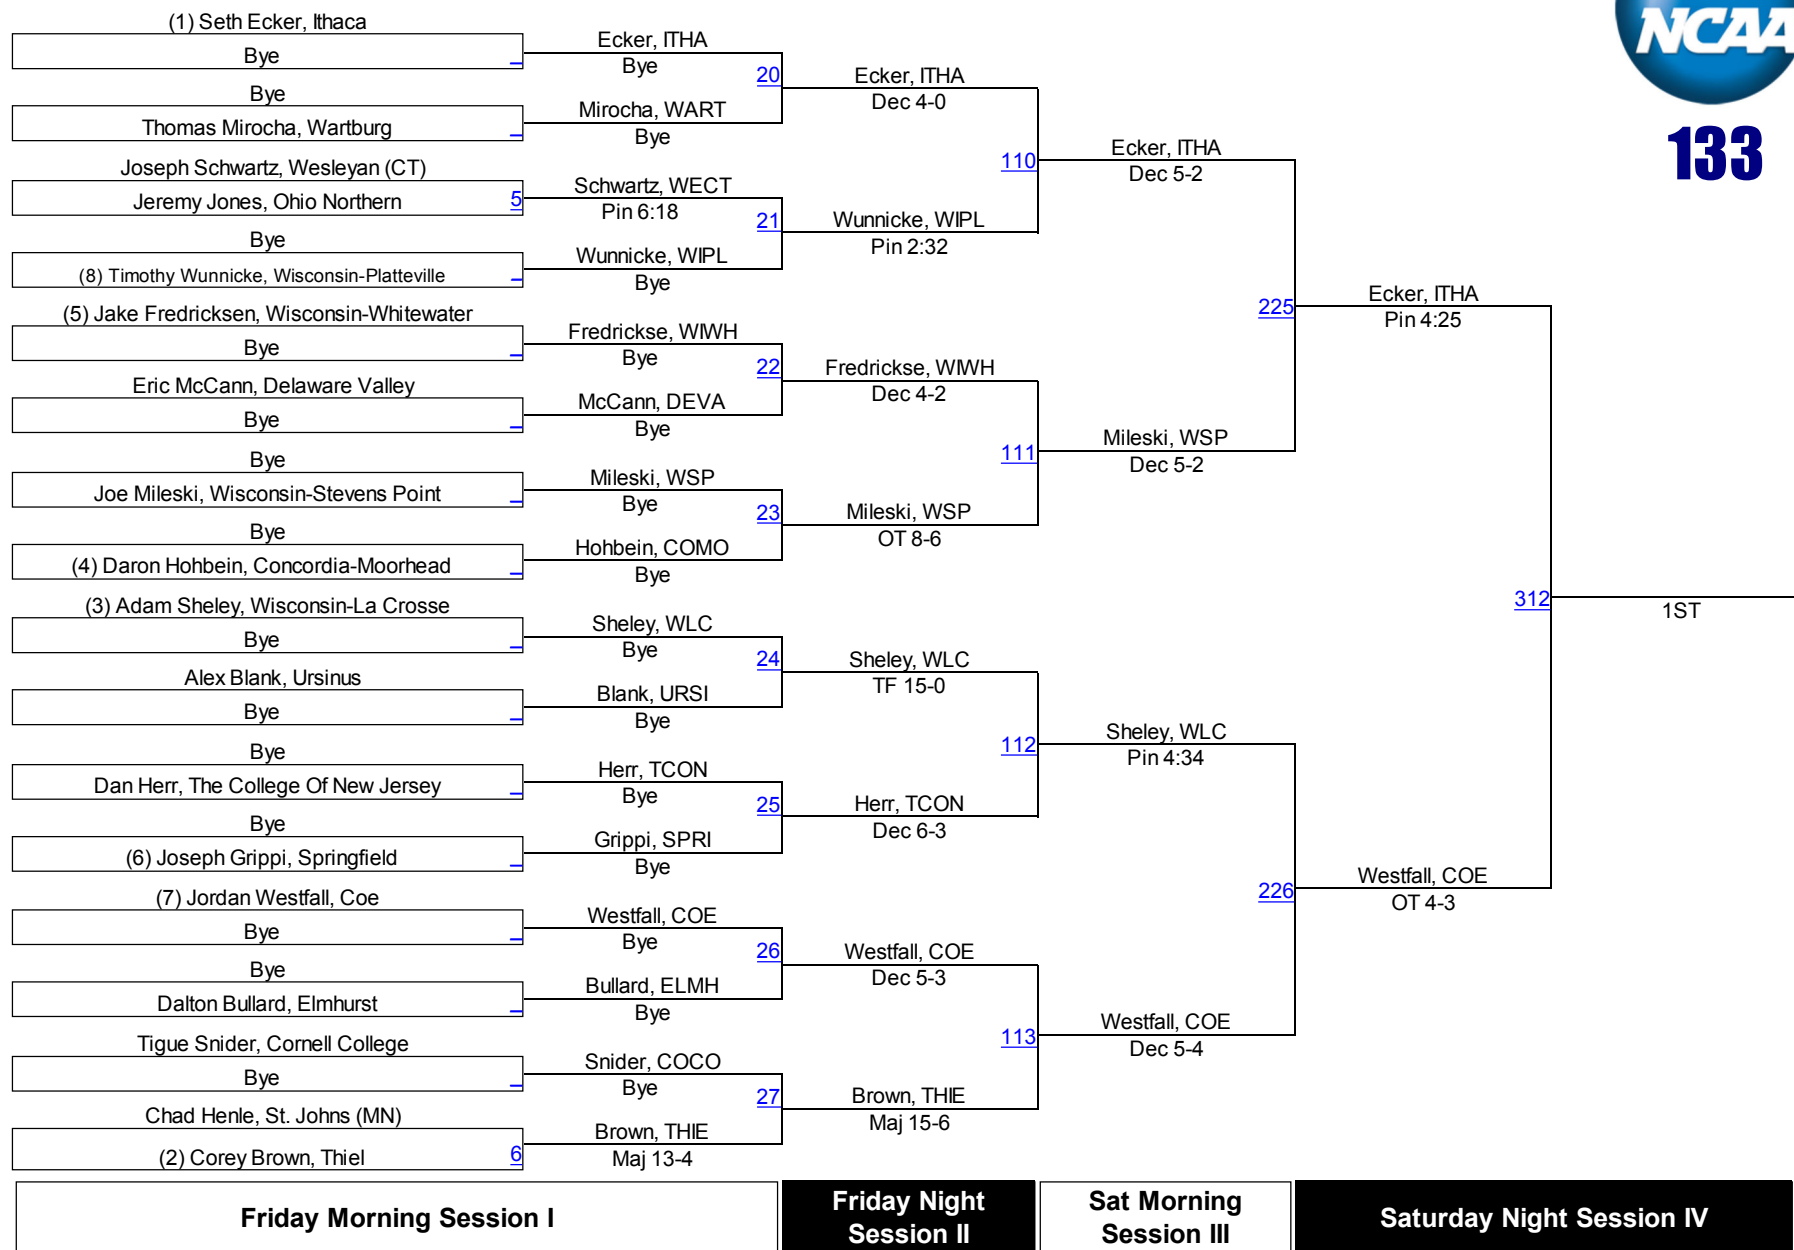 (1) Seth Ecker, Ithaca
Bye
Bye
Thomas Mirocha, Wartburg
Joseph Schwartz, Wesleyan (CT)
Jeremy Jones, Ohio Northern 5
Bye
(8) Timothy Wunnicke, Wisconsin-Platteville
(5) Jake Fredricksen, Wisconsin-Whitewater
Bye
Eric McCann, Delaware Valley
Bye
Bye
Joe Mileski, Wisconsin-Stevens Point
Bye
(4) Daron Hohbein, Concordia-Moorhead
(3) Adam Sheley, Wisconsin-La Crosse
Bye
Alex Blank, Ursinus
Bye
Bye
Dan Herr, The College Of New Jersey
Bye
(6) Joseph Grippi, Springfield
(7) Jordan Westfall, Coe
Bye
Bye
Dalton Bullard, Elmhurst
Tigue Snider, Cornell College
Bye
Chad Henle, St. Johns (MN)
(2) Corey Brown, Thiel 6
Ecker, ITHA
Bye
20
Mirocha, WART
Bye
Schwartz, WECT
Pin 6:18
21
Wunnicke, WIPL
Bye
Fredrickse, WIWH
Bye
22
McCann, DEVA
Bye
Mileski, WSP
Bye
23
Hohbein, COMO
Bye
Sheley, WLC
Bye
24
Blank, URSI
Bye
Herr, TCON
Bye
25
Grippi, SPRI
Bye
Westfall, COE
Bye
26
Bullard, ELMH
Bye
Snider, COCO
Bye
27
Brown, THIE
Maj 13-4
Ecker, ITHA
Dec 4-0
110
Wunnicke, WIPL
Pin 2:32
Fredrickse, WIWH
Dec 4-2
111
Mileski, WSP
OT 8-6
Sheley, WLC
TF 15-0
112
Herr, TCON
Dec 6-3
Westfall, COE
Dec 5-3
113
Brown, THIE
Maj 15-6
Ecker, ITHA
Dec 5-2
225
Mileski, WSP
Dec 5-2
Sheley, WLC
Pin 4:34
226
Westfall, COE
Dec 5-4
Ecker, ITHA
Pin 4:25
312
Westfall, COE
OT 4-3
1ST
NCAA
133
Friday Morning Session I
Friday Night
Session II
Sat Morning
Session III
Saturday Night Session IV